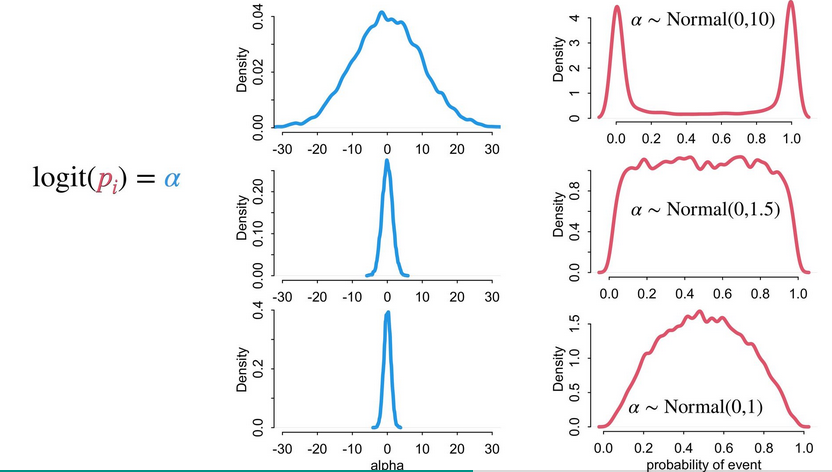 logit(pᵢ) = α
Density
0.00 0.02 0.04
-30 -20 -10 0 10 20 30
Density
0 1 2 3 4
α ~ Normal(0,10)
0.0 0.2 0.4 0.6 0.8 1.0
Density
0.00 0.10 0.20
-30 -20 -10 0 10 20 30
Density
0.0 0.4 0.8
α ~ Normal(0,1.5)
0.0 0.2 0.4 0.6 0.8 1.0
Density
0.0 0.2 0.4
-30 -20 -10 0 10 20 30
alpha
Density
0.0 0.5 1.0 1.5
α ~ Normal(0,1)
0.0 0.2 0.4 0.6 0.8 1.0
probability of event